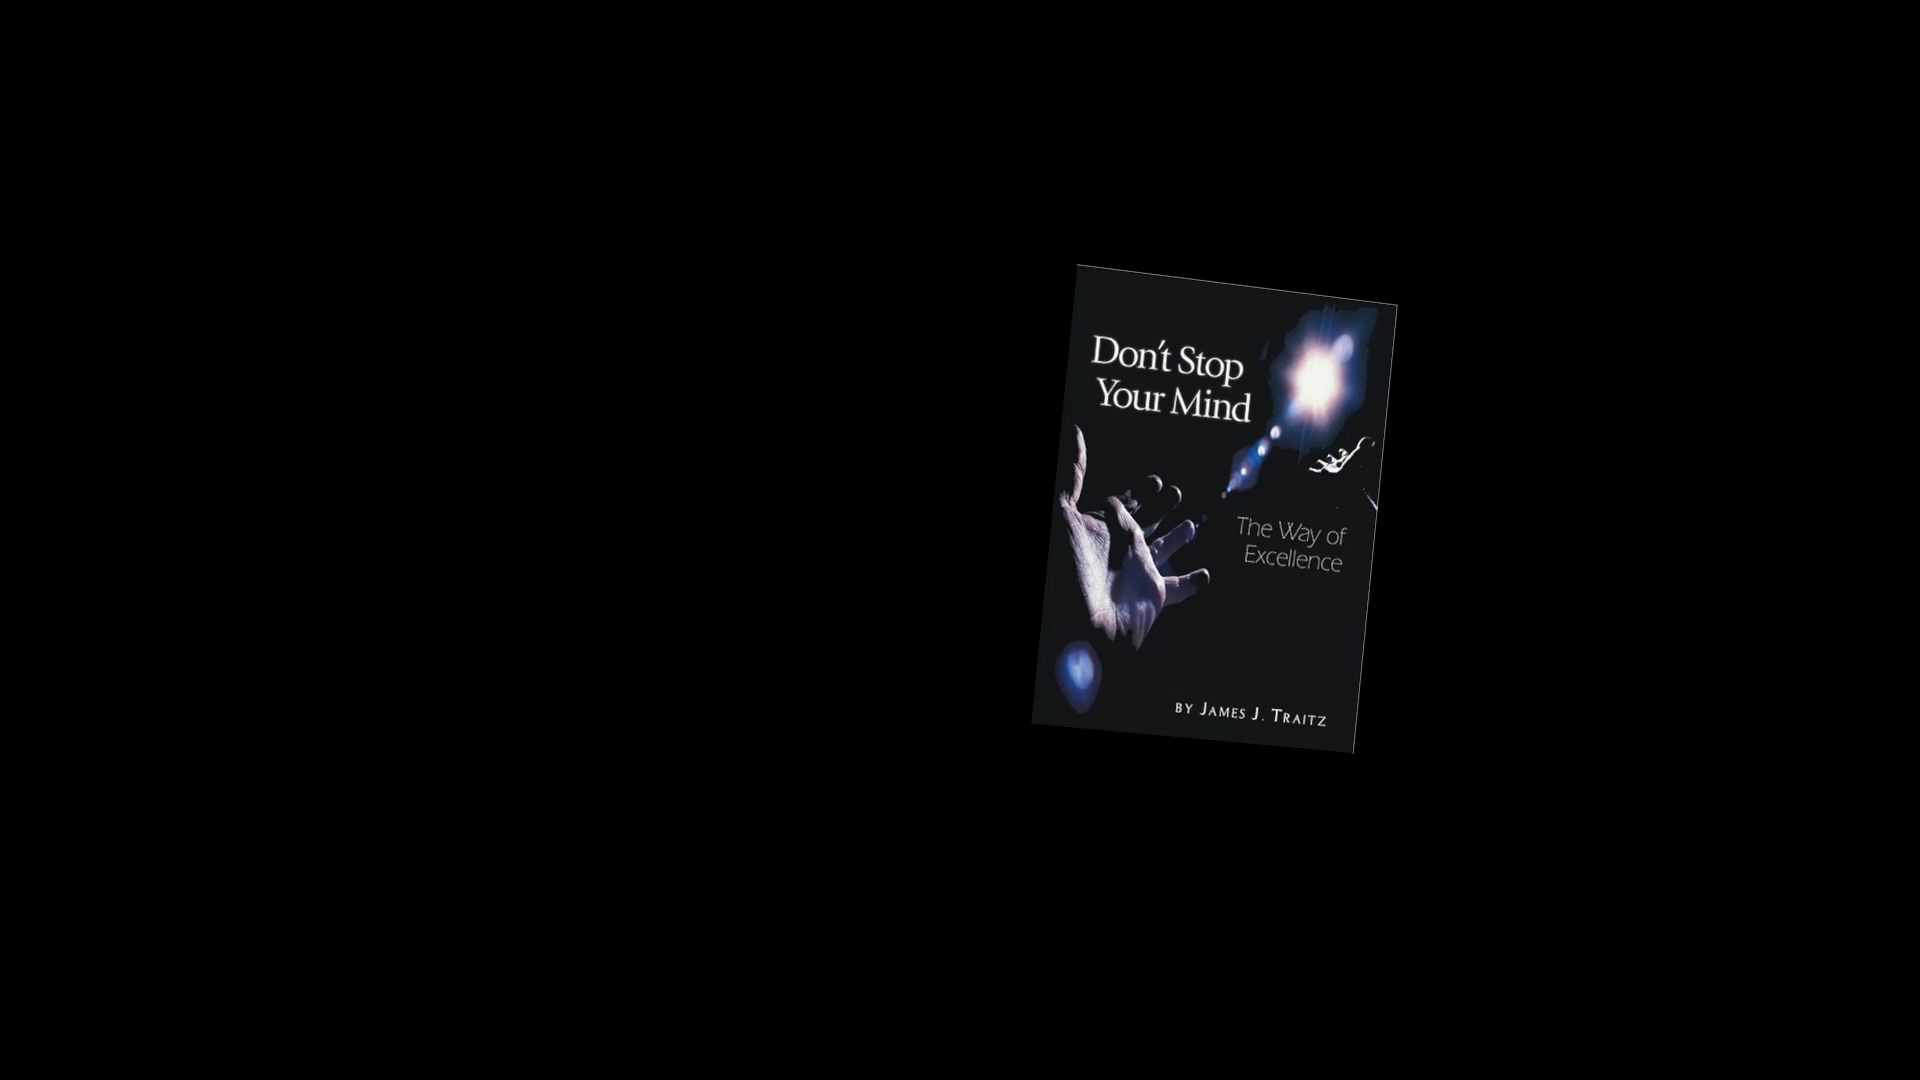 Don't Stop
Your Mind
The Way of
Excellence
BY JAMES J. TRAITZ